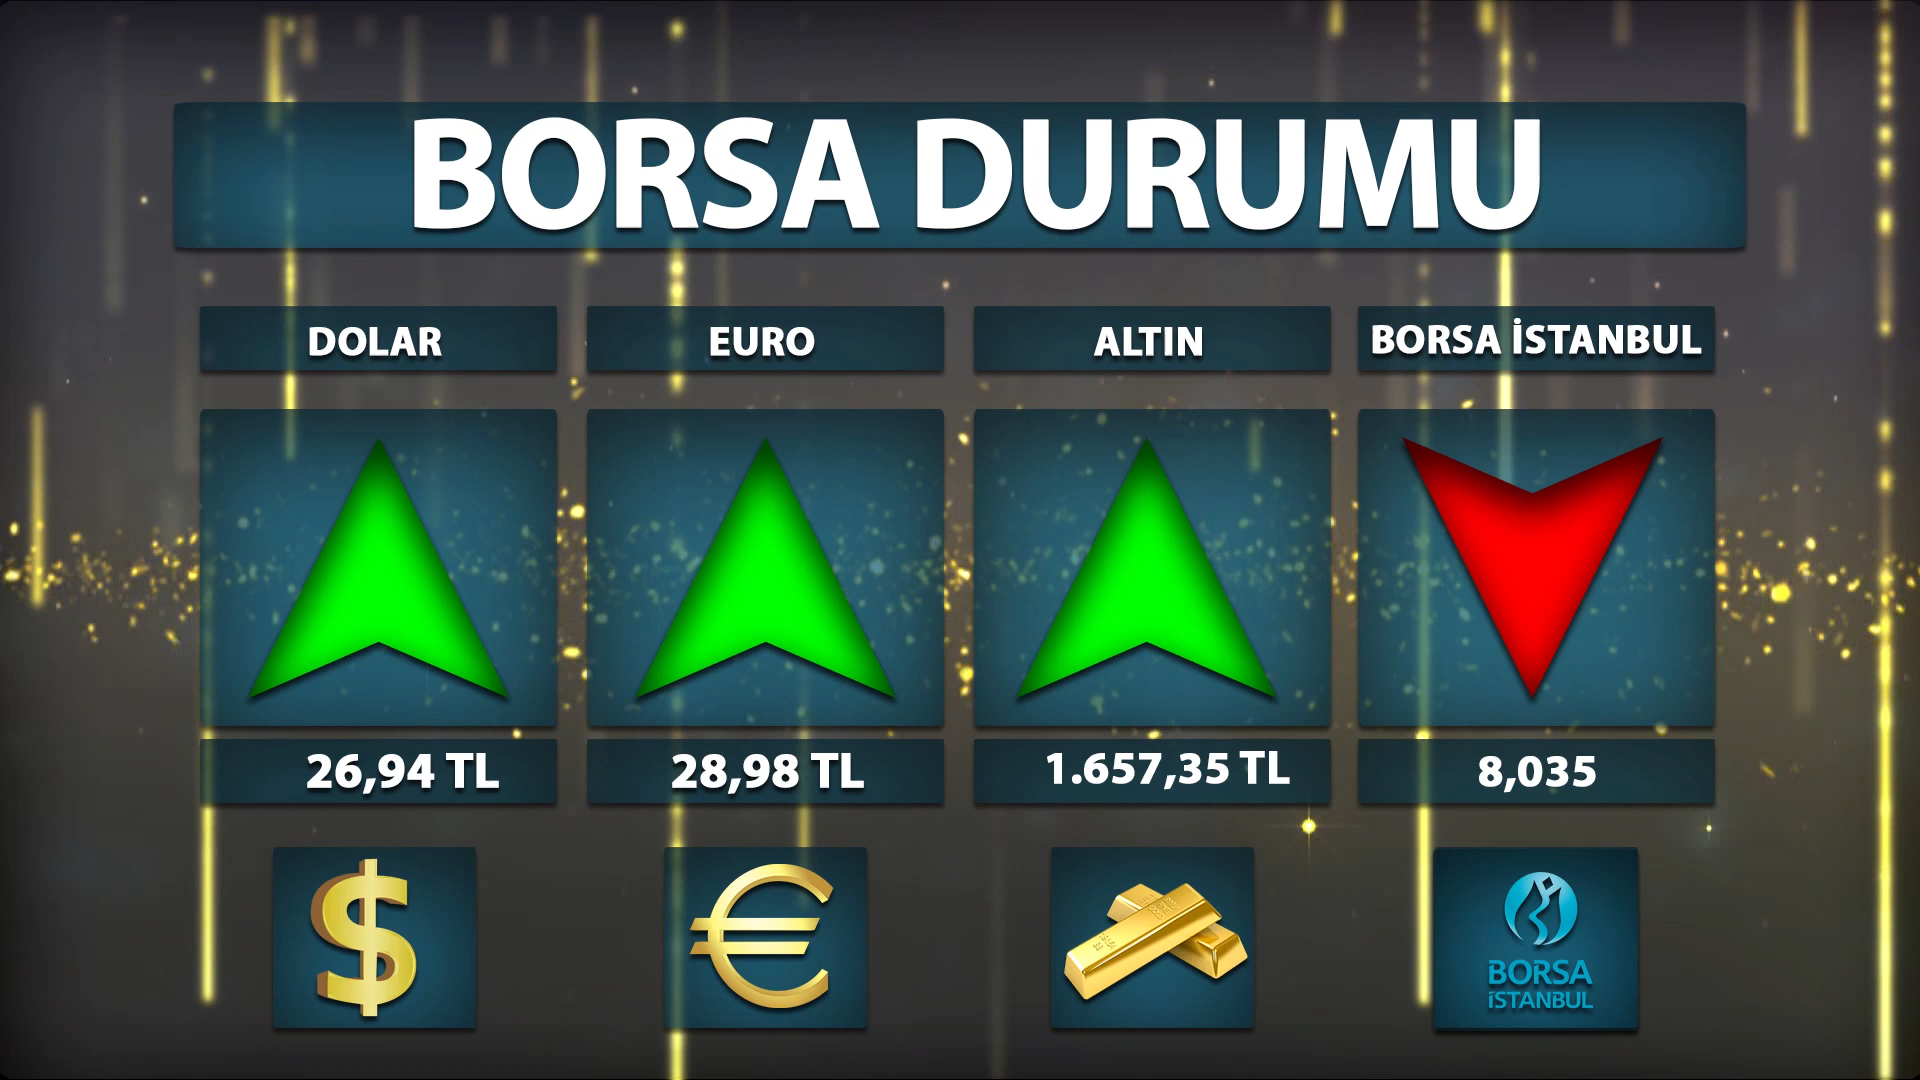 BORSA DURUMU
DOLAR
EURO
ALTIN
BORSA İSTANBUL
26,94 TL
28,98 TL
1.657,35 TL
8,035
$
€
BORSA
İSTANBUL